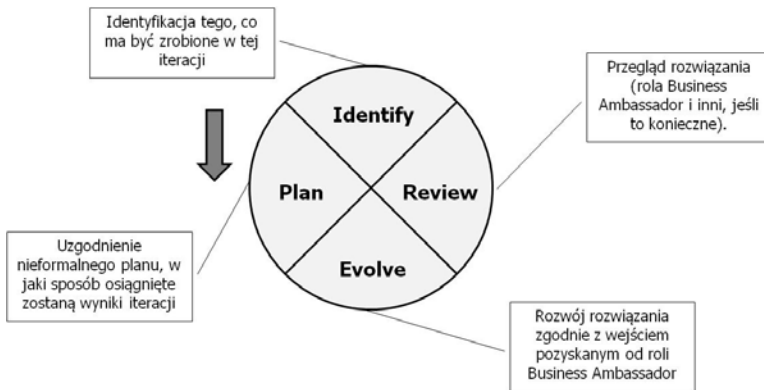 Identyfikacja tego, co
ma być zrobione w tej
iteracji
Przegląd rozwiązania
(rola Business
Ambassador i inni, jeśli
to konieczne).
Identify
Plan
Review
Evolve
Uzgodnienie
nieformalnego planu, w
jaki sposób osiągnięte
zostaną wyniki iteracji
Rozwój rozwiązania
zgodnie z wejściem
pozyskanym od roli
Business Ambassador